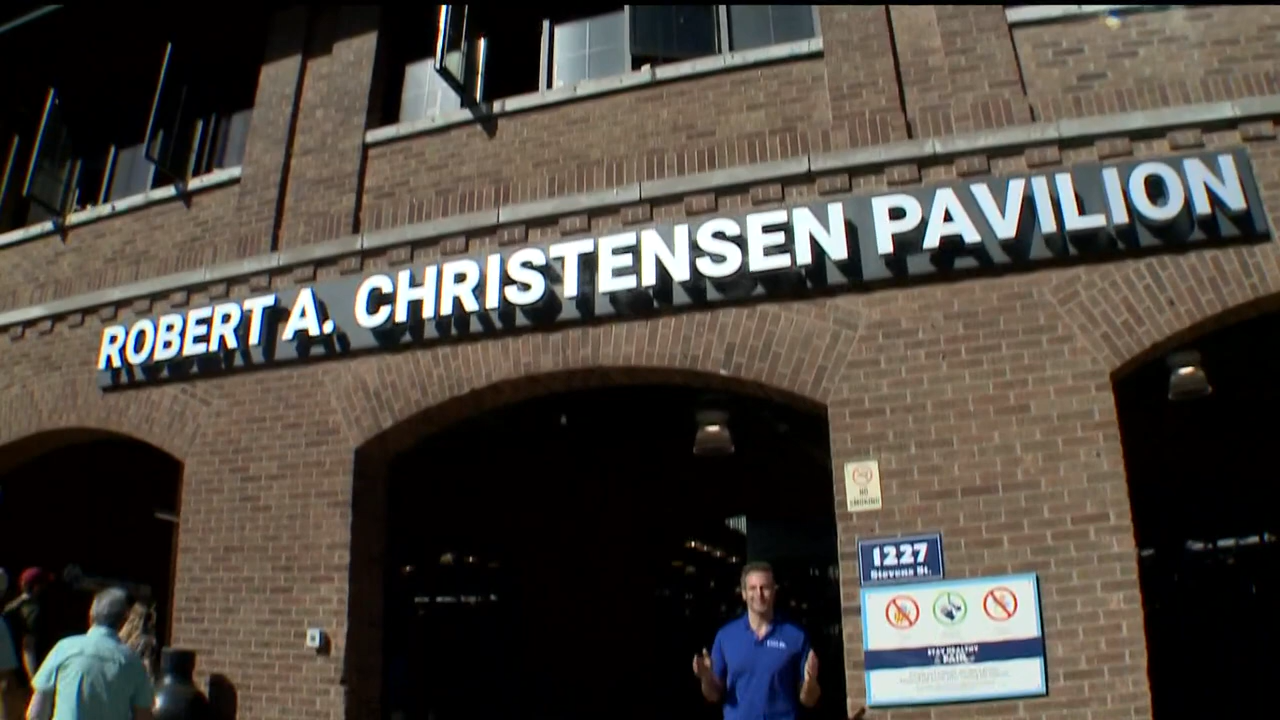 ROBERT A. CHRISTENSEN PAVILION
NO
SMOKING
1227
Stevens St.
STAY HEALTHY
FAIR